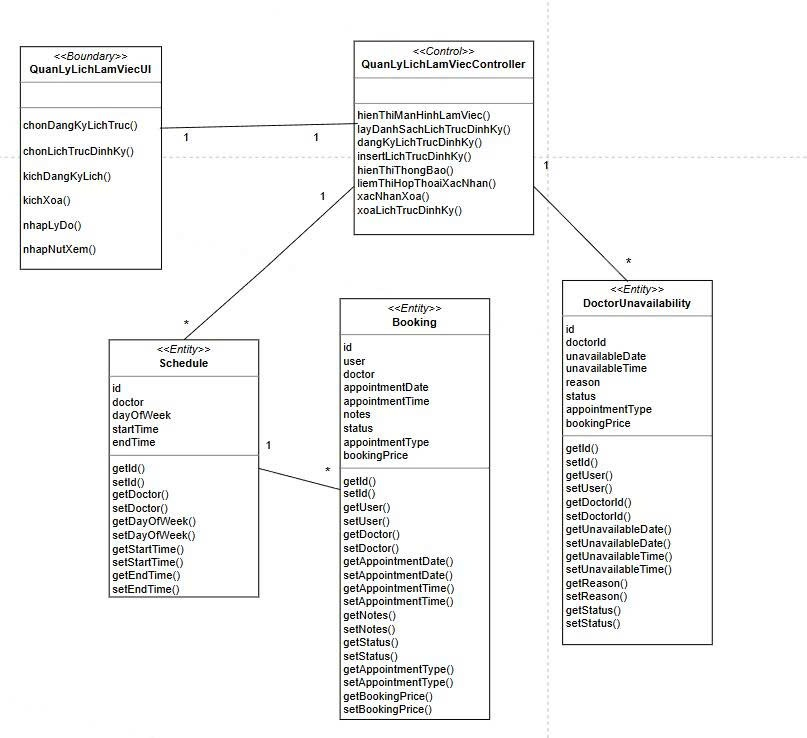 <<Boundary>>
QuanLyLichLamViecUI
chonDangKyLichTruc()
chonLichTrucDinhKy()
kichDangKyLich()
kichXoa()
nhapLyDo()
nhapNutXem()
1
1
<<Control>>
QuanLyLichLamViecController
hienThiManHinhLamViec()
layDanhSachLichTrucDinhKy()
dangKyLichTrucDinhKy()
insertLichTrucDinhKy()
hienThiThongBao()
liemThiHopThoaiXacNhan()
xacNhanXoa()
xoaLichTrucDinhKy()
1
*
1
*
<<Entity>>
Schedule
id
doctor
dayOfWeek
startTime
endTime
getId()
setId()
getDoctor()
setDoctor()
getDayOfWeek()
setDayOfWeek()
getStartTime()
setStartTime()
getEndTime()
setEndTime()
1
*
<<Entity>>
Booking
id
user
doctor
appointmentDate
appointmentTime
notes
status
appointmentType
bookingPrice
getId()
setId()
getUser()
setUser()
getDoctor()
setDoctor()
getAppointmentDate()
setAppointmentDate()
getAppointmentTime()
setAppointmentTime()
getNotes()
setNotes()
getStatus()
setStatus()
getAppointmentType()
setAppointmentType()
getBookingPrice()
setBookingPrice()
<<Entity>>
DoctorUnavailability
id
doctorId
unavailableDate
unavailableTime
reason
status
appointmentType
bookingPrice
getId()
setId()
getUser()
setUser()
getDoctorId()
setDoctorId()
getUnavailableDate()
setUnavailableDate()
getUnavailableTime()
setUnavailableTime()
getReason()
setReason()
getStatus()
setStatus()